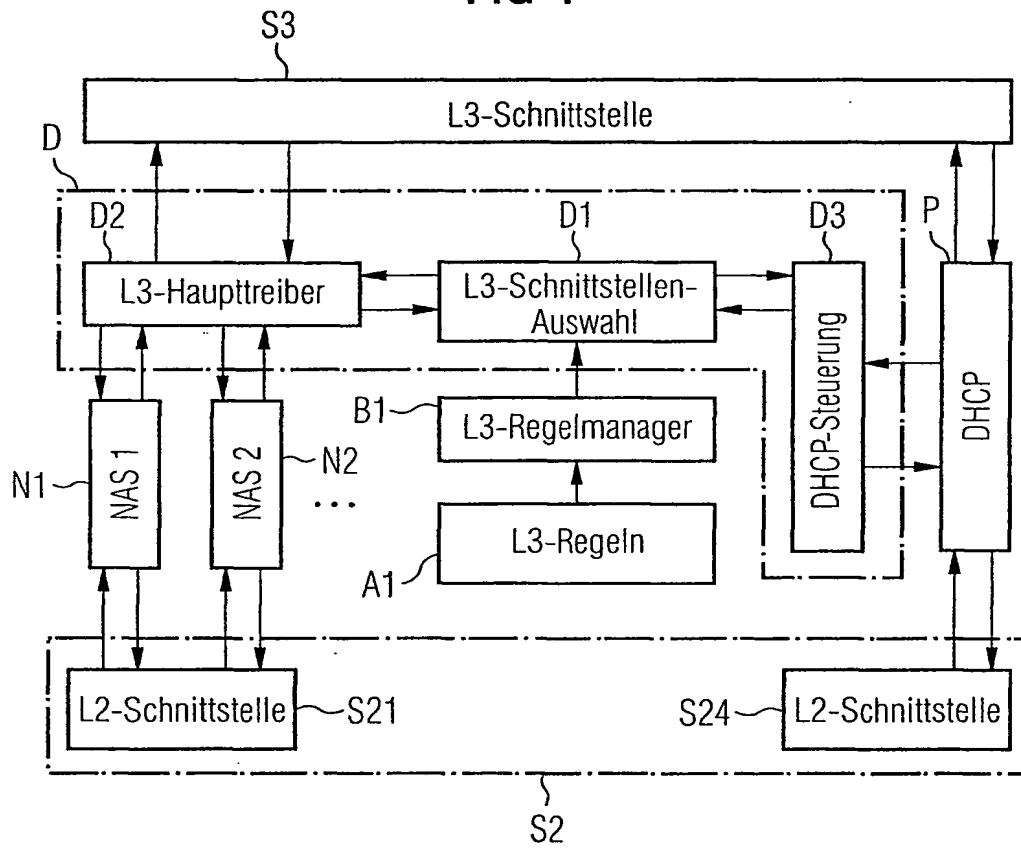 S3
L3-Schnittstelle
D
D2
D1
D3
P
L3-Haupttreiber
L3-Schnittstellen-
Auswahl
DHCP-Steuerung
DHCP
B1
L3-Regelmanager
N1
NAS 1
NAS 2
N2
...
L3-Regeln
A1
L2-Schnittstelle
S21
S24
L2-Schnittstelle
S2